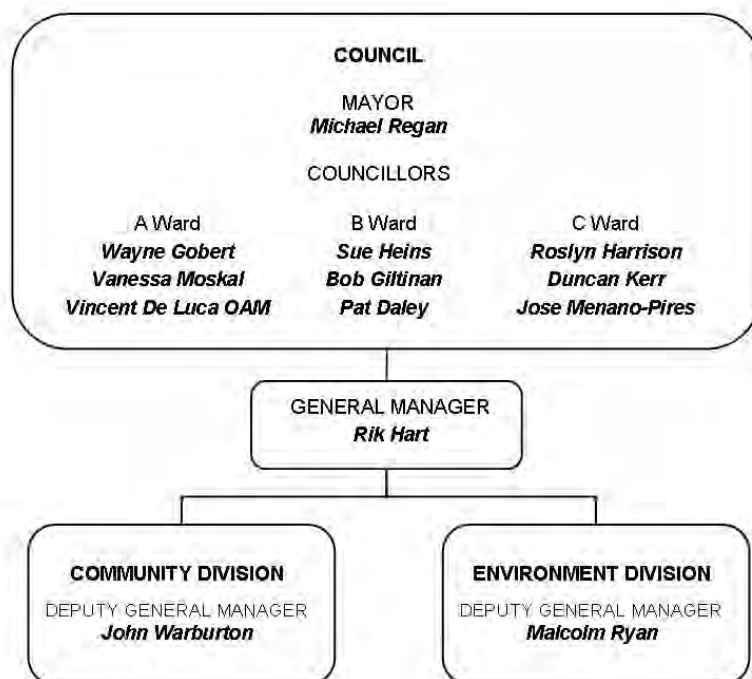 COUNCIL
MAYOR
Michael Regan
COUNCILLORS
A Ward
Wayne Gobert
Vanessa Moskal
Vincent De Luca OAM
B Ward
Sue Heins
Bob Giltinan
Pat Daley
C Ward
Roslyn Harrison
Duncan Kerr
Jose Menano-Pires
GENERAL MANAGER
Rik Hart
COMMUNITY DIVISION
DEPUTY GENERAL MANAGER
John Warburton
ENVIRONMENT DIVISION
DEPUTY GENERAL MANAGER
Malcolm Ryan